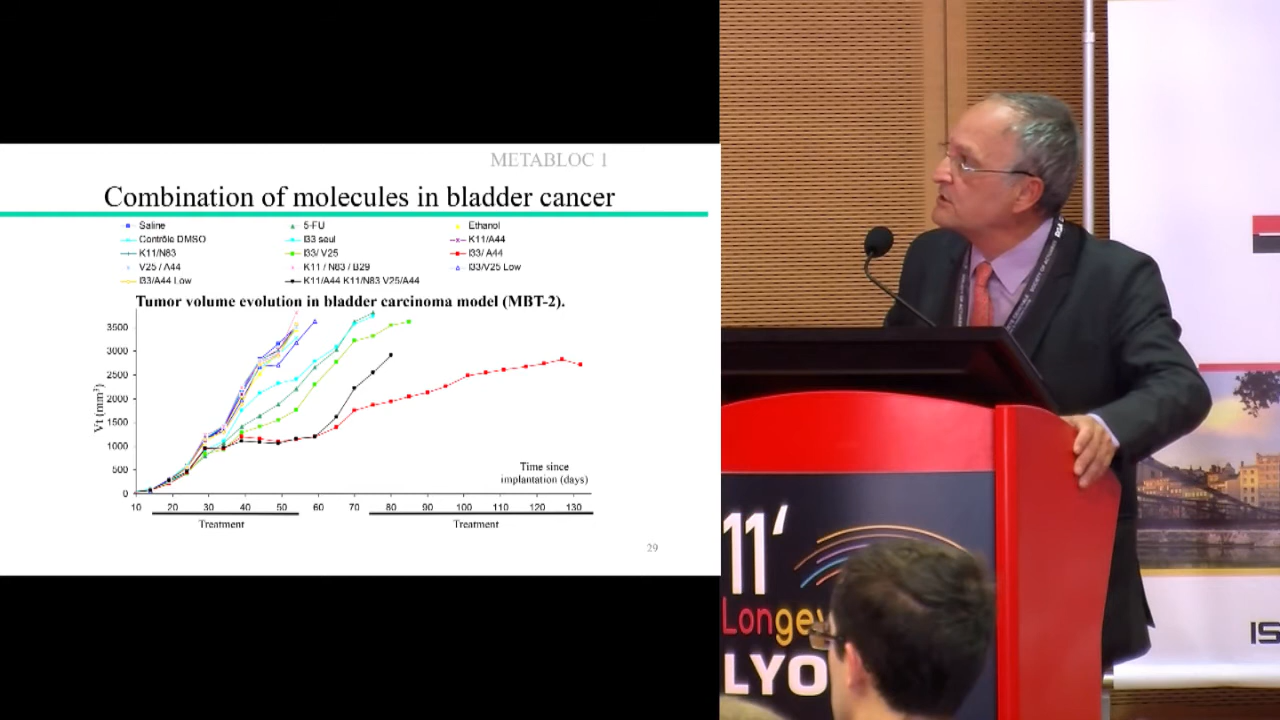 METABLOC 1
Combination of molecules in bladder cancer
Saline 5-FU Ethanol
Contrôle DMSO I33 seul K11/A44
K11/N83 I33/ V25 I33/ A44
V25 / A44 K11 / N83 / B29 I33/V25 Low
I33/A44 Low K11/A44 K11/N83 V25/A44
Tumor volume evolution in bladder carcinoma model (MBT-2).
Vt (mm³)
3500
3000
2500
2000
1500
1000
500
0
10 20 30 40 50 60 70 80 90 100 110 120 130
Time since
implantation (days)
Treatment Treatment
29
11'
Longev
LYO
IS